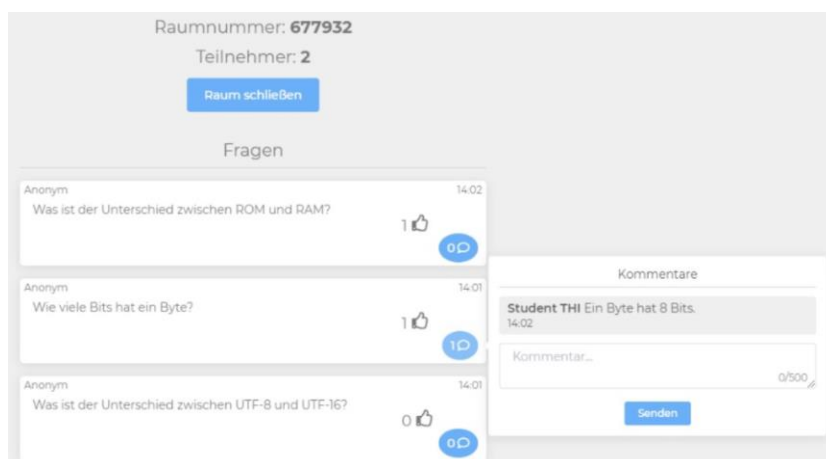 Raumnummer: 677932
Teilnehmer: 2
Raum schließen
Fragen
Anonym 14:02
Was ist der Unterschied zwischen ROM und RAM?
1
0
Anonym 14:01
Wie viele Bits hat ein Byte?
1
1
Anonym 14:01
Was ist der Unterschied zwischen UTF-8 und UTF-16?
0
0
Kommentare
Student THI Ein Byte hat 8 Bits.
14:02
Kommentar...
0/500
Senden